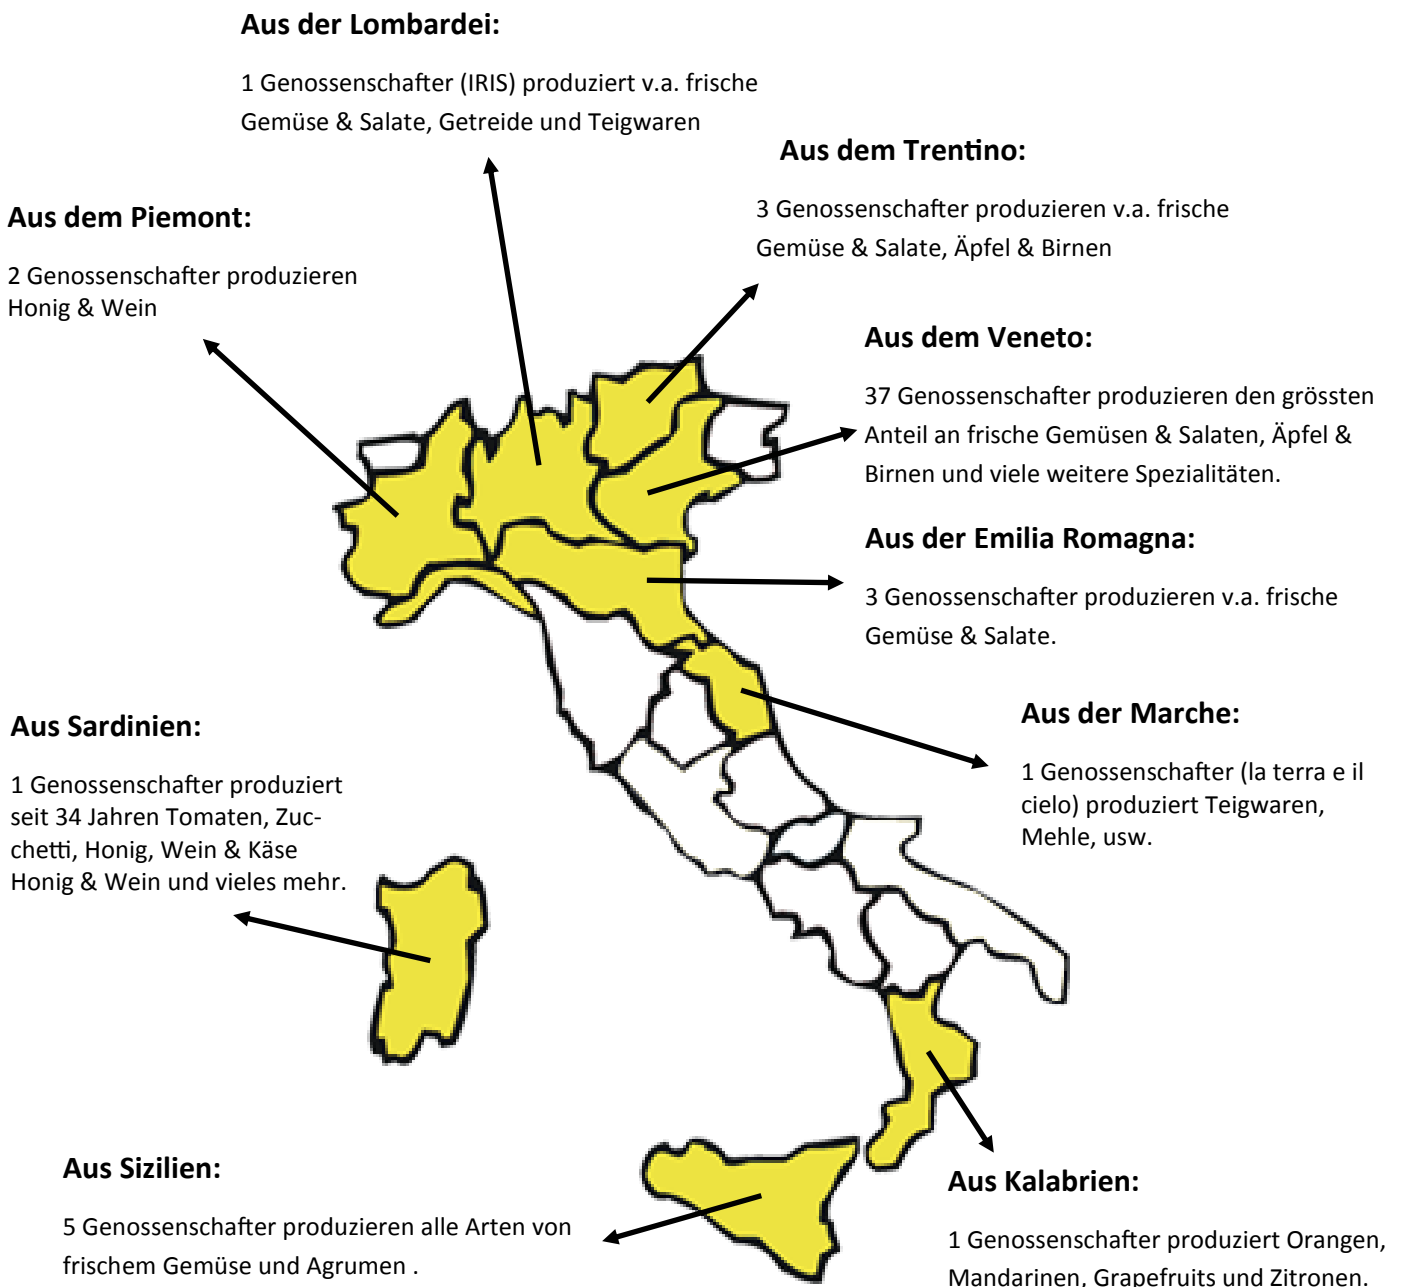 Aus der Lombardei:
1 Genossenschafter (IRIS) produziert v.a. frische
Gemüse & Salate, Getreide und Teigwaren
Aus dem Trentino:
3 Genossenschafter produzieren v.a. frische
Gemüse & Salate, Äpfel & Birnen
Aus dem Piemont:
2 Genossenschafter produzieren
Honig & Wein
Aus dem Veneto:
37 Genossenschafter produzieren den grössten
Anteil an frische Gemüsen & Salaten, Äpfel &
Birnen und viele weitere Spezialitäten.
Aus der Emilia Romagna:
3 Genossenschafter produzieren v.a. frische
Gemüse & Salate.
Aus der Marche:
1 Genossenschafter (la terra e il
cielo) produziert Teigwaren,
Mehle, usw.
Aus Sardinien:
1 Genossenschafter produziert
seit 34 Jahren Tomaten, Zuc-
chetti, Honig, Wein & Käse
Honig & Wein und vieles mehr.
Aus Sizilien:
5 Genossenschafter produzieren alle Arten von
frischem Gemüse und Agrumen .
Aus Kalabrien:
1 Genossenschafter produziert Orangen,
Mandarinen, Grapefruits und Zitronen.